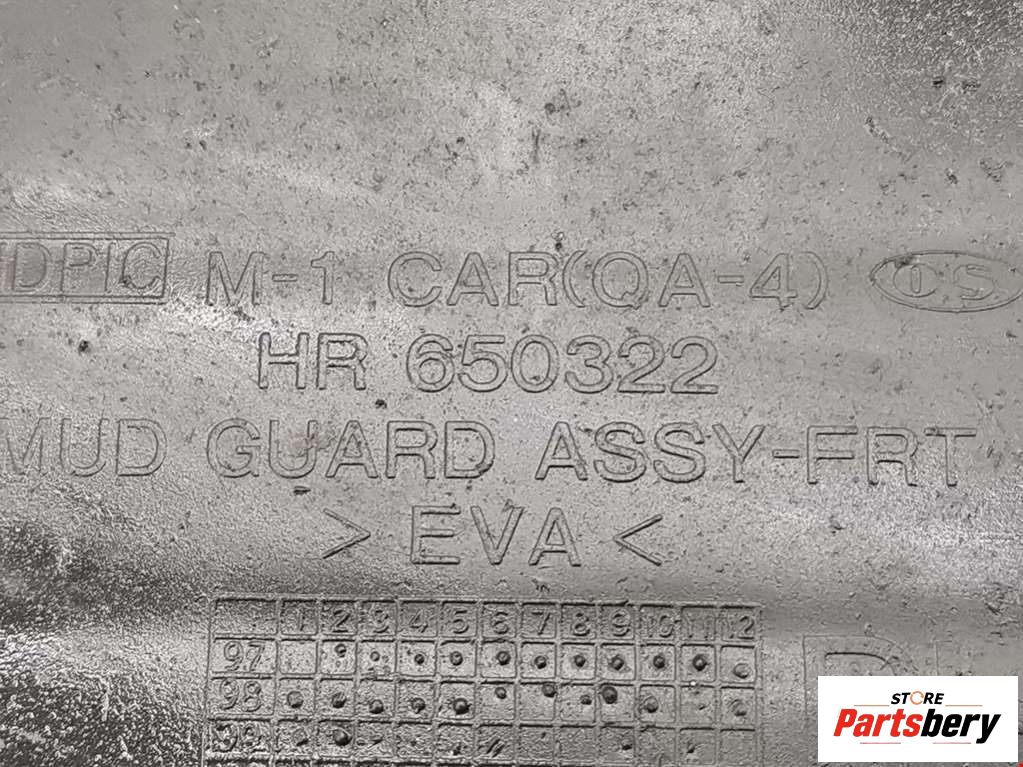 M-1 CAR(QA-4) CS
HR 650322
MUD GUARD ASSY-FRT
>EVA<
1 2 3 4 5 6 7 8 9 10 11 12
97
98
99
STORE
Partsbery